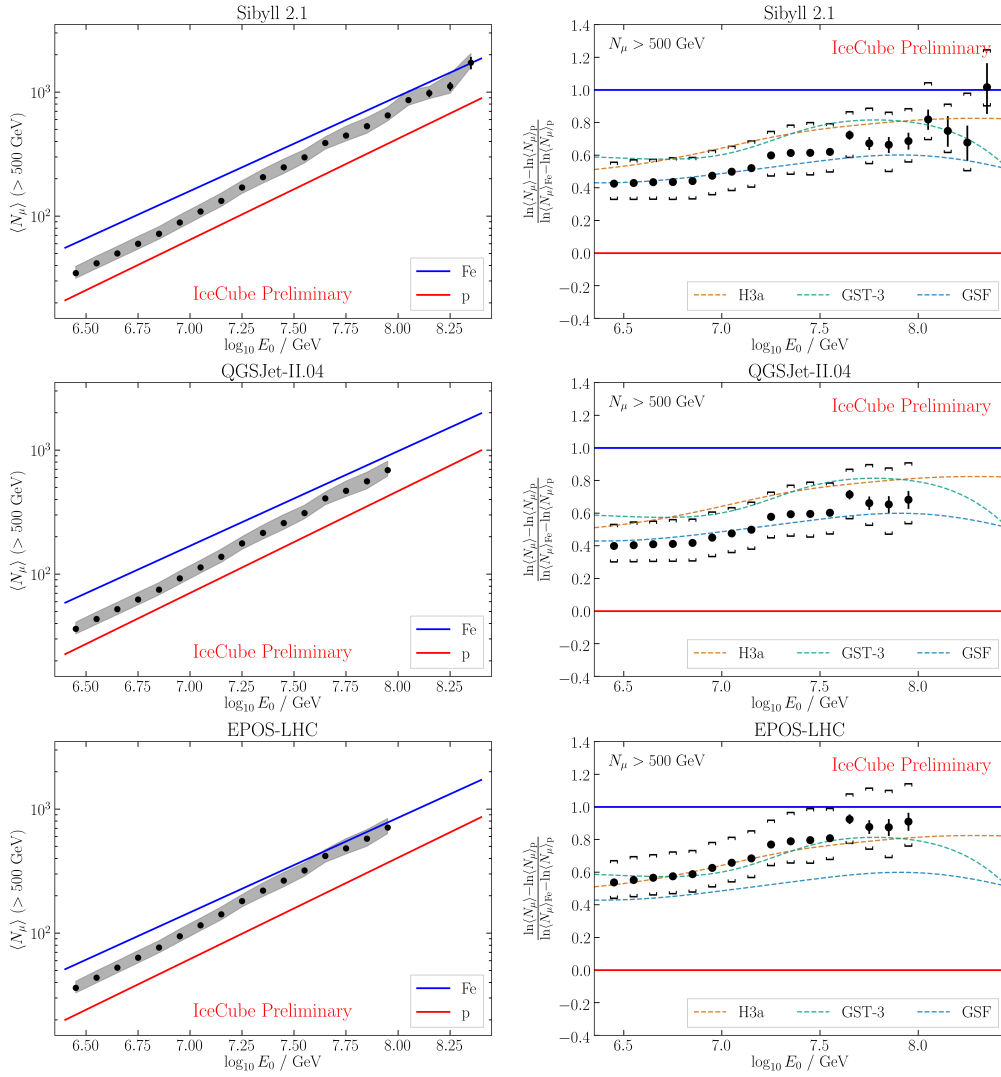 Sibyll 2.1
⟨N_μ⟩ (> 500 GeV)
10^3
10^2
IceCube Preliminary
Fe
p
6.50 6.75 7.00 7.25 7.50 7.75 8.00 8.25
log_10 E_0 / GeV
Sibyll 2.1
N_μ > 500 GeV
IceCube Preliminary
ln⟨N_μ⟩−ln⟨N_μ⟩_p
ln⟨N_μ⟩_Fe−ln⟨N_μ⟩_p
1.4
1.2
1.0
0.8
0.6
0.4
0.2
0.0
−0.2
−0.4
H3a GST-3 GSF
6.5 7.0 7.5 8.0
log_10 E_0 / GeV
QGSJet-II.04
⟨N_μ⟩ (> 500 GeV)
10^3
10^2
IceCube Preliminary
Fe
p
6.50 6.75 7.00 7.25 7.50 7.75 8.00 8.25
log_10 E_0 / GeV
QGSJet-II.04
N_μ > 500 GeV
IceCube Preliminary
ln⟨N_μ⟩−ln⟨N_μ⟩_p
ln⟨N_μ⟩_Fe−ln⟨N_μ⟩_p
1.4
1.2
1.0
0.8
0.6
0.4
0.2
0.0
−0.2
−0.4
H3a GST-3 GSF
6.5 7.0 7.5 8.0
log_10 E_0 / GeV
EPOS-LHC
⟨N_μ⟩ (> 500 GeV)
10^3
10^2
IceCube Preliminary
Fe
p
6.50 6.75 7.00 7.25 7.50 7.75 8.00 8.25
log_10 E_0 / GeV
EPOS-LHC
N_μ > 500 GeV
IceCube Preliminary
ln⟨N_μ⟩−ln⟨N_μ⟩_p
ln⟨N_μ⟩_Fe−ln⟨N_μ⟩_p
1.4
1.2
1.0
0.8
0.6
0.4
0.2
0.0
−0.2
−0.4
H3a GST-3 GSF
6.5 7.0 7.5 8.0
log_10 E_0 / GeV